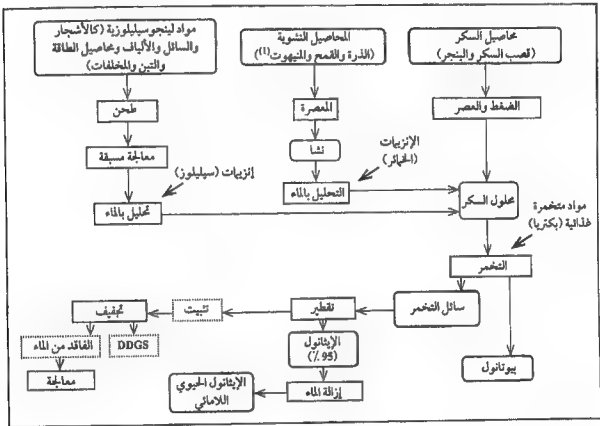 محاصيل السكر
(قصب السكر والبنجر)
المحاصيل النشوية
(الذرة والقمح والمنيهوت(1))
مواد لينجوسيليلوزية (كالأشجار
والسائل والألياف ومحاصيل الطاقة
والتبن والمخلفات)
الضغط والعصر
المعصرة
طحن
نشا
الإنزيمات
(الخمائر)
معالجة مسبقة
إنزيمات (سيليلوز)
التحليل بالماء
تحليل بالماء
محلول السكر
مواد متخمرة
غذائية (بكتريا)
التخمر
سائل التخمر
تقطير
تثبيت
تجفيف
الإيثانول
(95 ٪)
DDGS
الفاقد من الماء
بيوتانول
إزالة الماء
الإيثانول الحيوي
اللامائي
معالجة